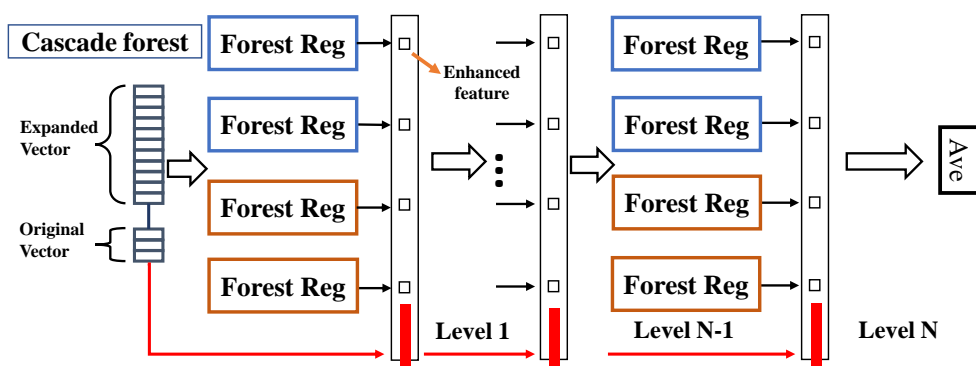 Cascade forest
Forest Reg
Forest Reg
Enhanced
feature
Expanded
Vector
Forest Reg
Forest Reg
Ave
Original
Vector
Forest Reg
Forest Reg
Forest Reg
Forest Reg
Level 1
Level N-1
Level N